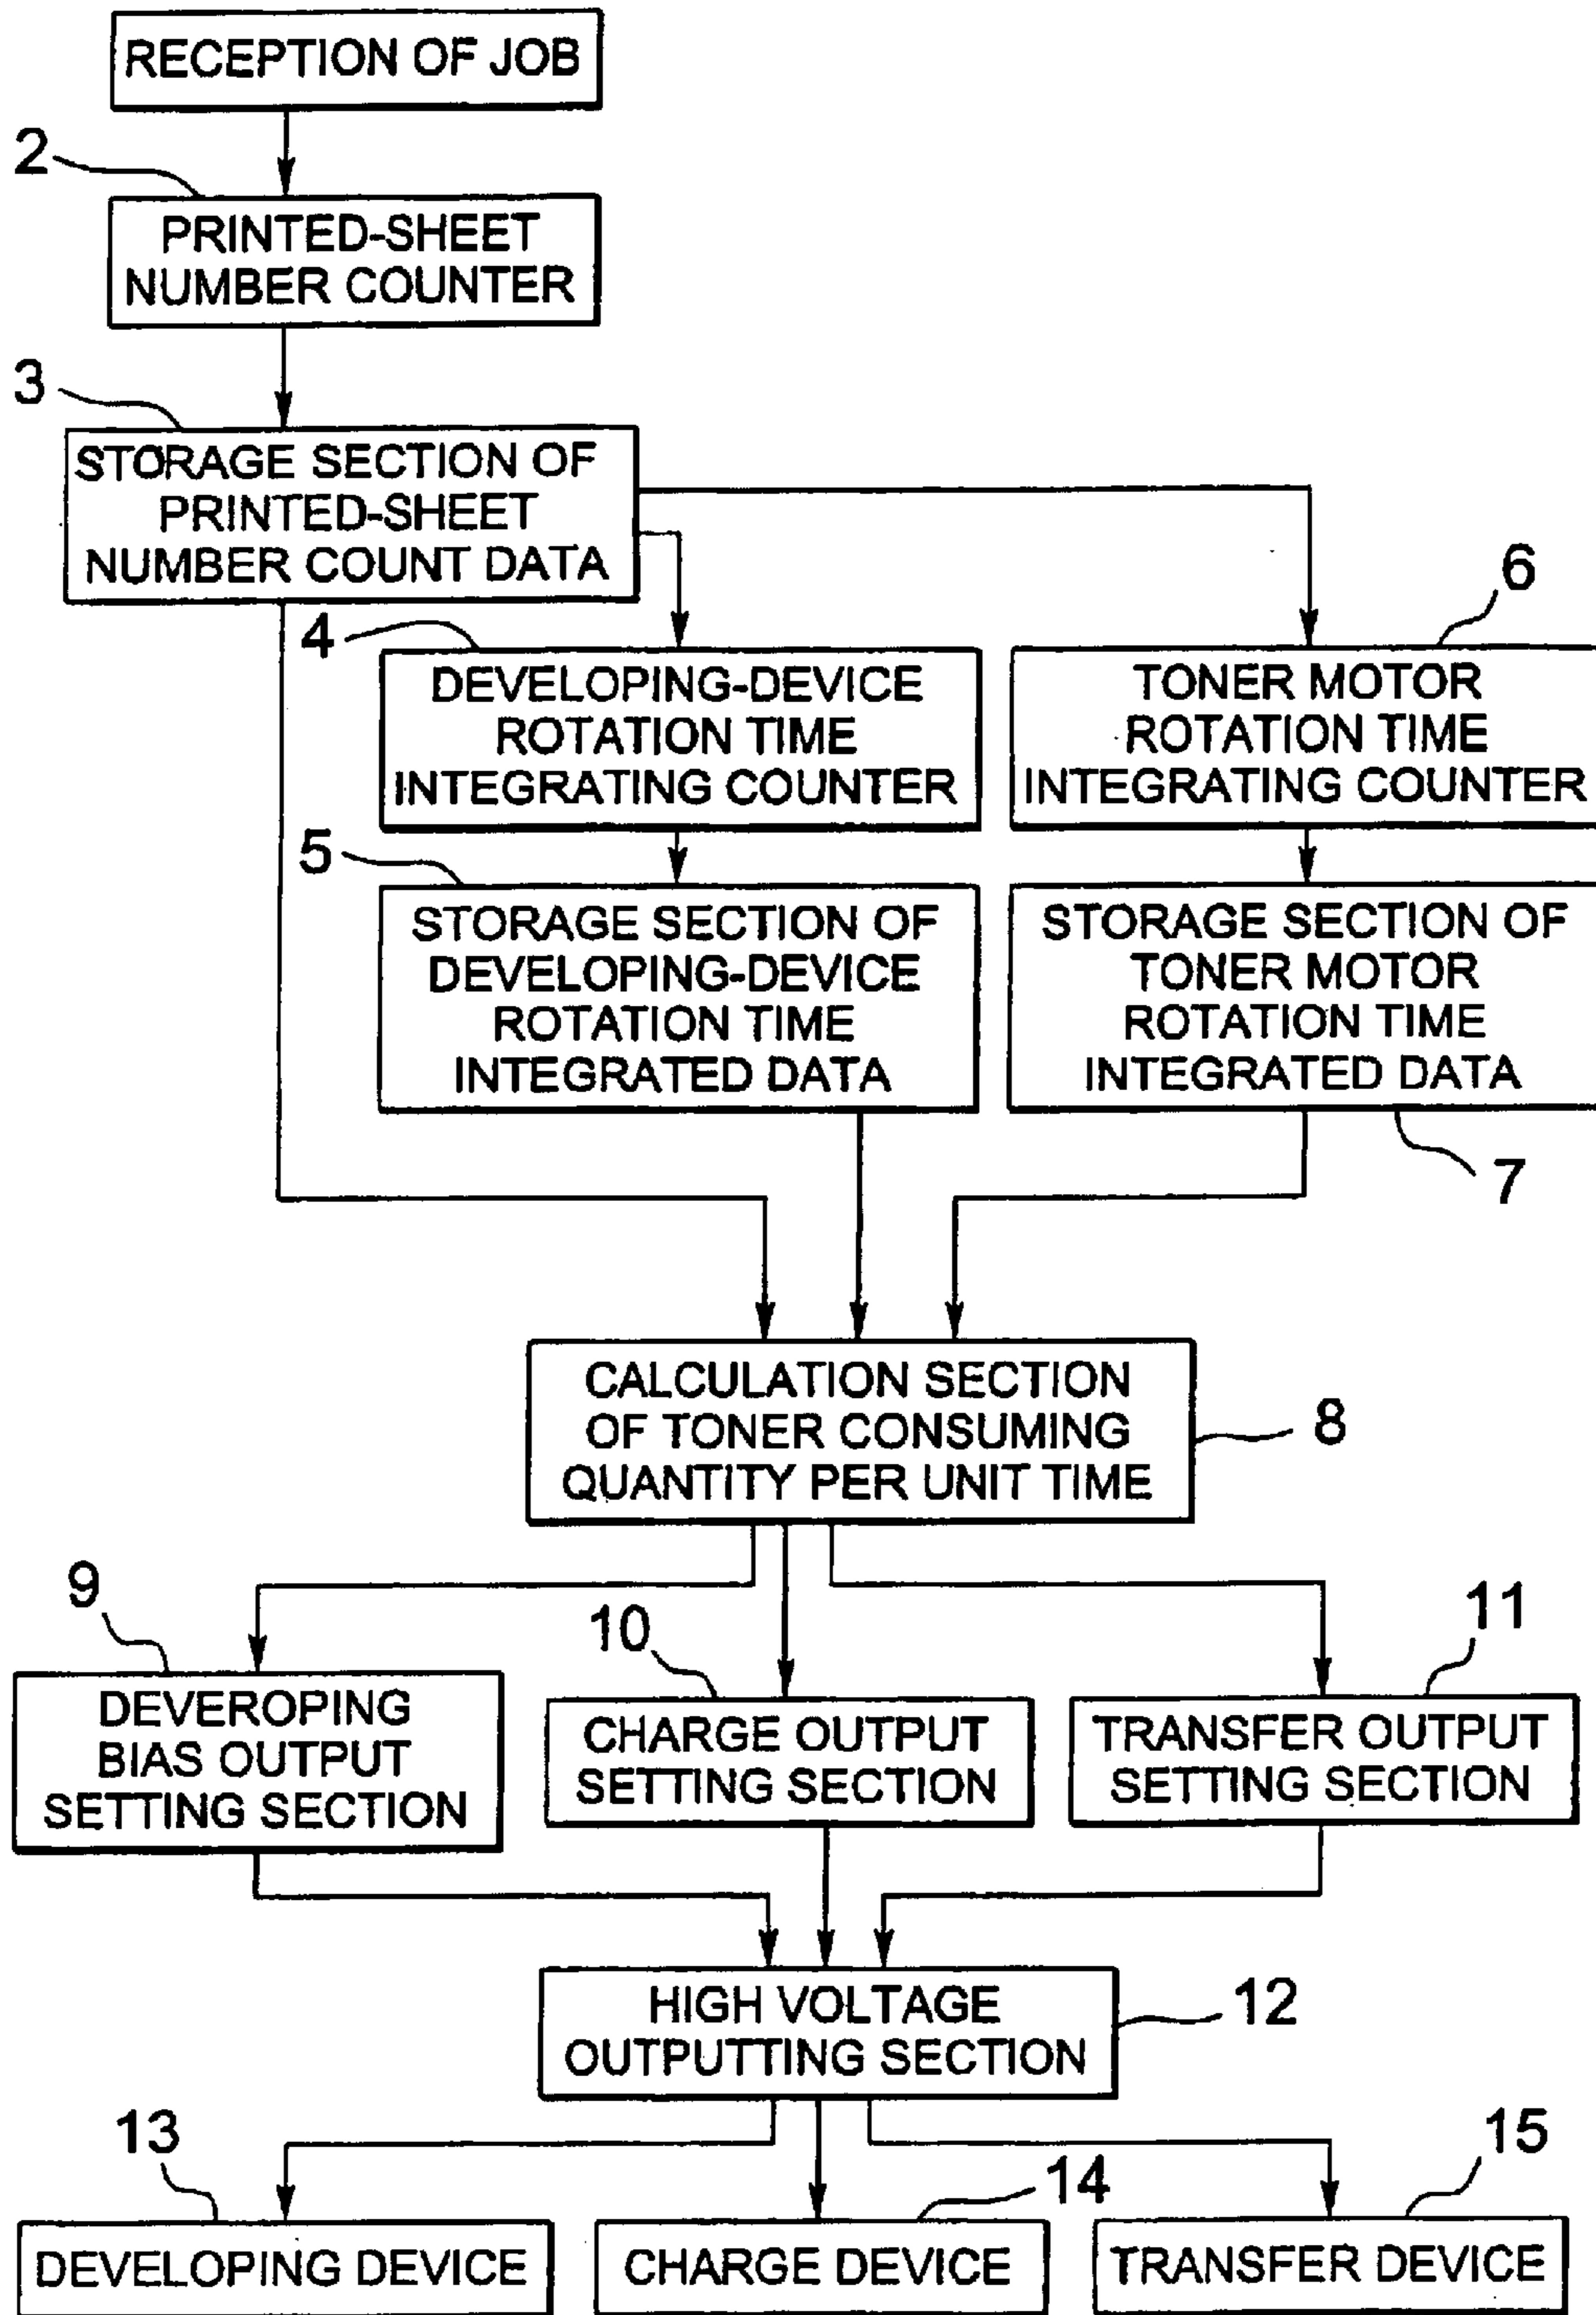 RECEPTION OF JOB
2
PRINTED-SHEET
NUMBER COUNTER
3
STORAGE SECTION OF
PRINTED-SHEET
NUMBER COUNT DATA
4
DEVELOPING-DEVICE
ROTATION TIME
INTEGRATING COUNTER
6
TONER MOTOR
ROTATION TIME
INTEGRATING COUNTER
5
STORAGE SECTION OF
DEVELOPING-DEVICE
ROTATION TIME
INTEGRATED DATA
STORAGE SECTION OF
TONER MOTOR
ROTATION TIME
INTEGRATED DATA
7
CALCULATION SECTION
OF TONER CONSUMING
QUANTITY PER UNIT TIME
8
9
DEVEROPING
BIAS OUTPUT
SETTING SECTION
10
CHARGE OUTPUT
SETTING SECTION
11
TRANSFER OUTPUT
SETTING SECTION
HIGH VOLTAGE
OUTPUTTING SECTION
12
13
DEVELOPING DEVICE
14
CHARGE DEVICE
15
TRANSFER DEVICE